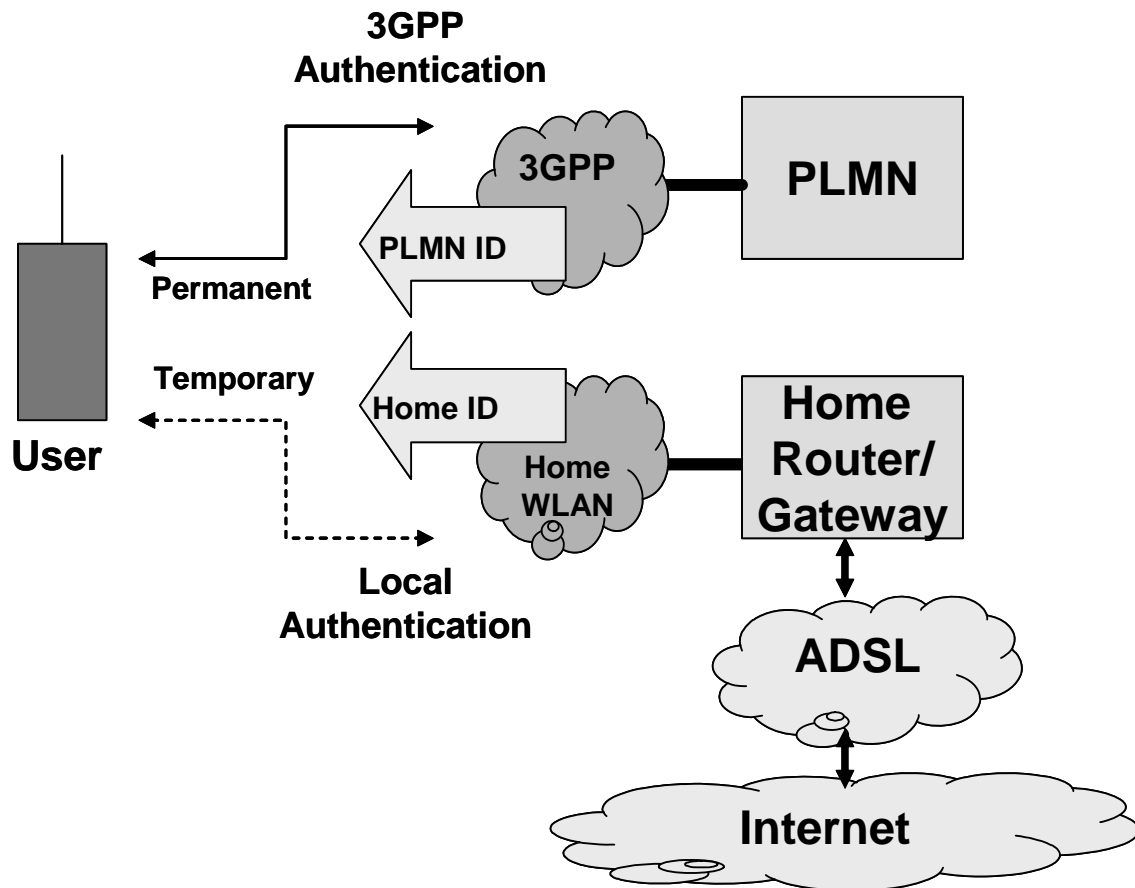 3GPP
Authentication
3GPP
PLMN
PLMN ID
Permanent
Temporary
Home ID
User
Home
WLAN
Home
Router/
Gateway
Local
Authentication
ADSL
Internet